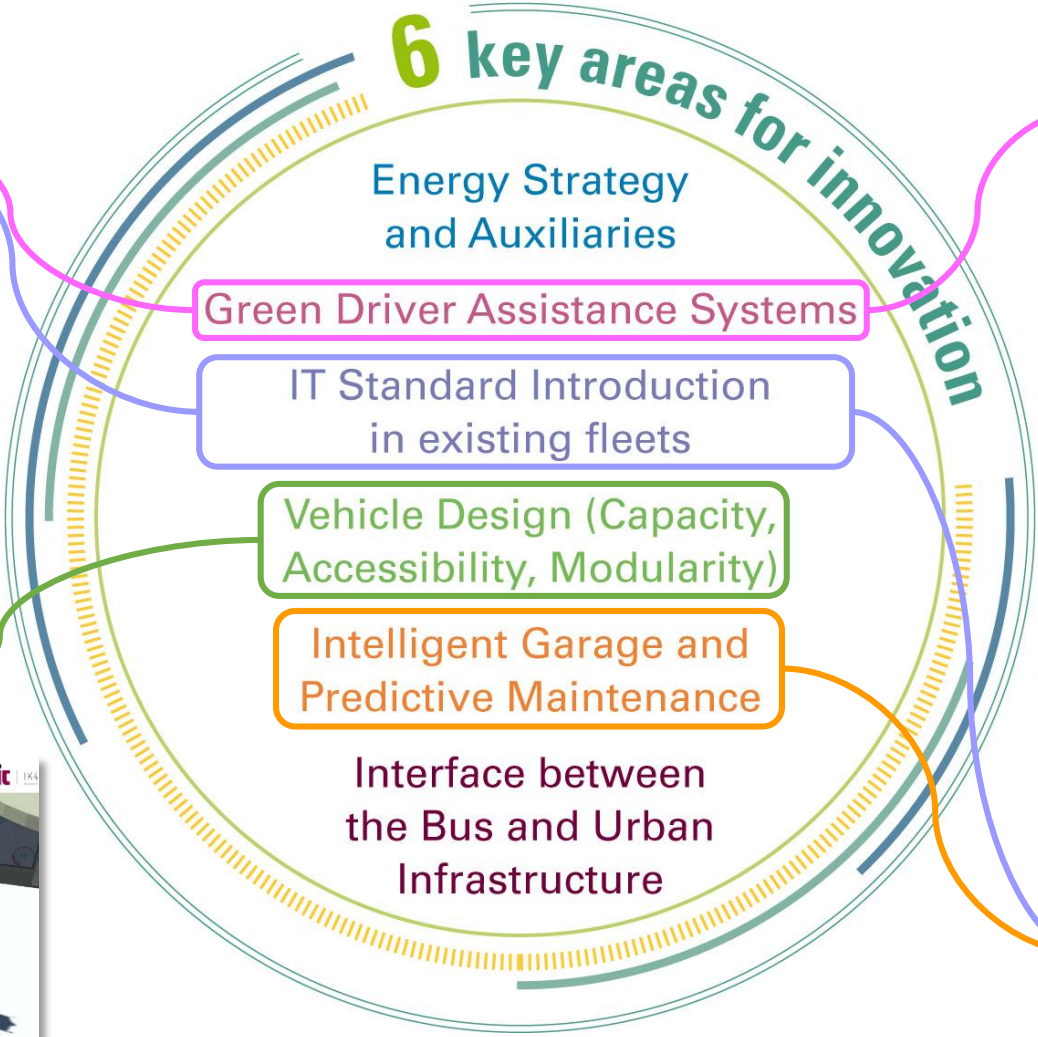 6 key areas for innovation
Energy Strategy
and Auxiliaries
Green Driver Assistance Systems
IT Standard Introduction
in existing fleets
Vehicle Design (Capacity,
Accessibility, Modularity)
Intelligent Garage and
Predictive Maintenance
Interface between
the Bus and Urban
Infrastructure
IK4